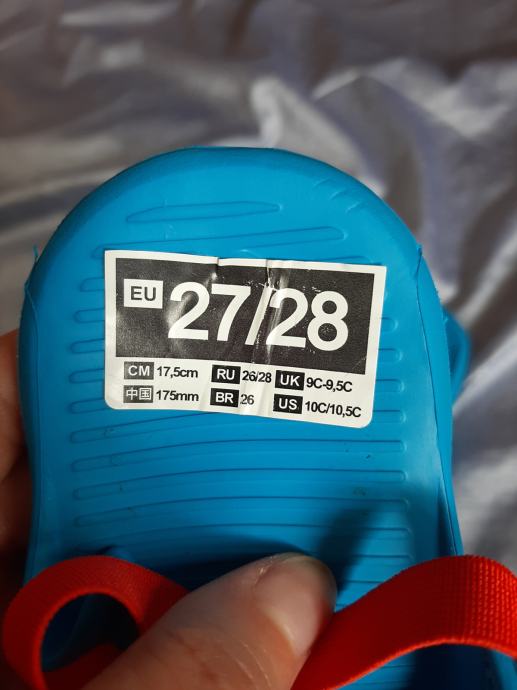 EU 27/28
CM 17,5cm RU 26/28 UK 9C-9,5C
中国 175mm BR 26 US 10C/10,5C